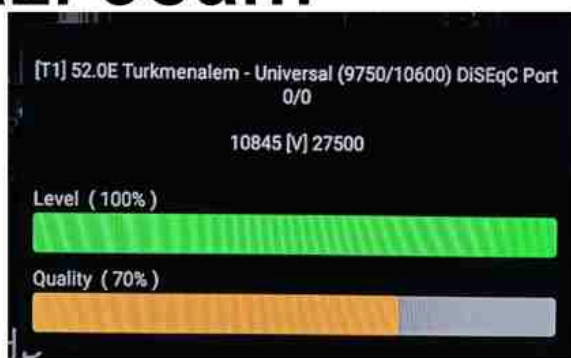 [T1] 52.0E Turkmenalem - Universal (9750/10600) DiSEqC Port
0/0
10845 [V] 27500
Level ( 100% )
Quality ( 70% )